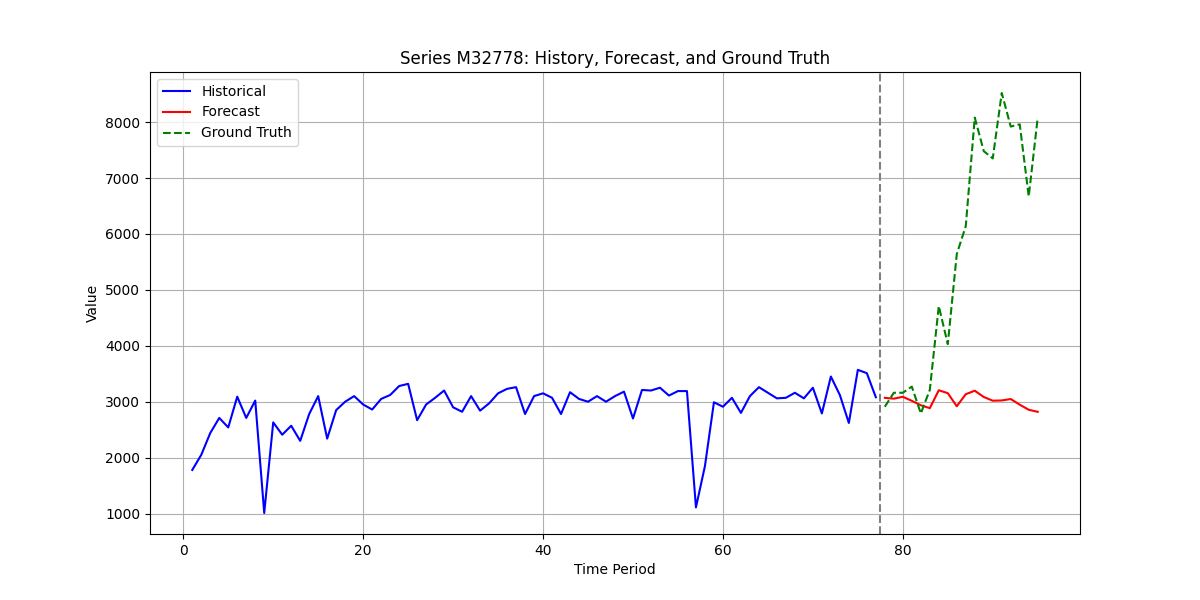 Series M32778: History, Forecast, and Ground Truth
Historical
Forecast
Ground Truth
8000
7000
6000
5000
4000
3000
2000
1000
Value
0
20
40
60
80
Time Period